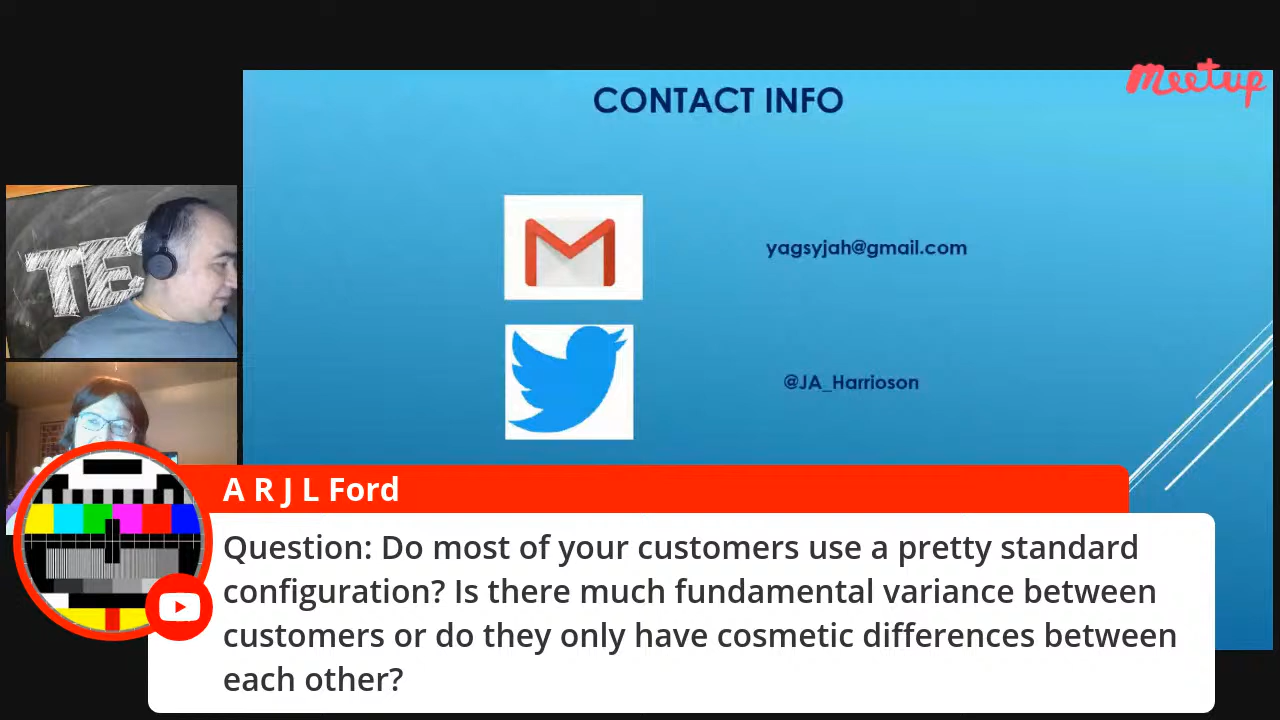 meetup
CONTACT INFO
TES
yagsyjah@gmail.com
@JA_Harrioson
A R J L Ford
Question: Do most of your customers use a pretty standard
configuration? Is there much fundamental variance between
customers or do they only have cosmetic differences between
each other?